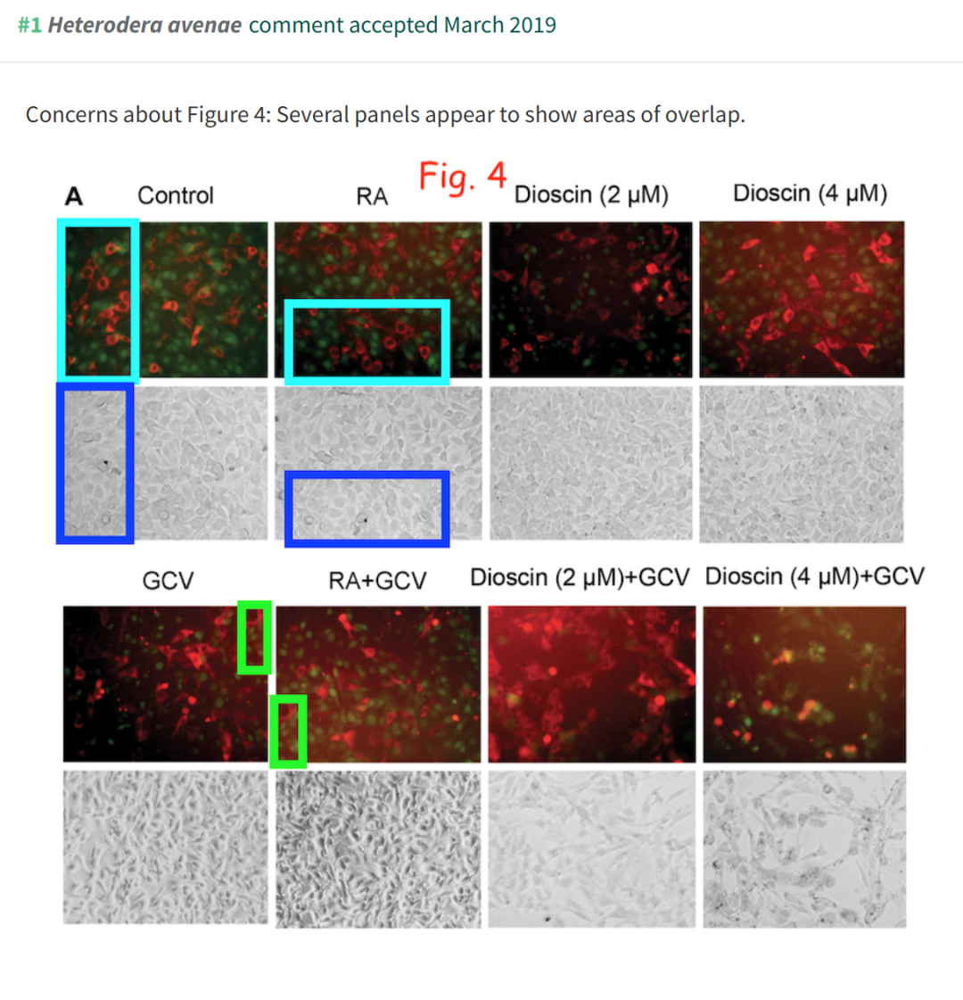 #1 Heterodera avenae comment accepted March 2019
Concerns about Figure 4: Several panels appear to show areas of overlap.
Fig. 4
A Control RA Dioscin (2 µM) Dioscin (4 µM)
GCV RA+GCV Dioscin (2 µM)+GCV Dioscin (4 µM)+GCV